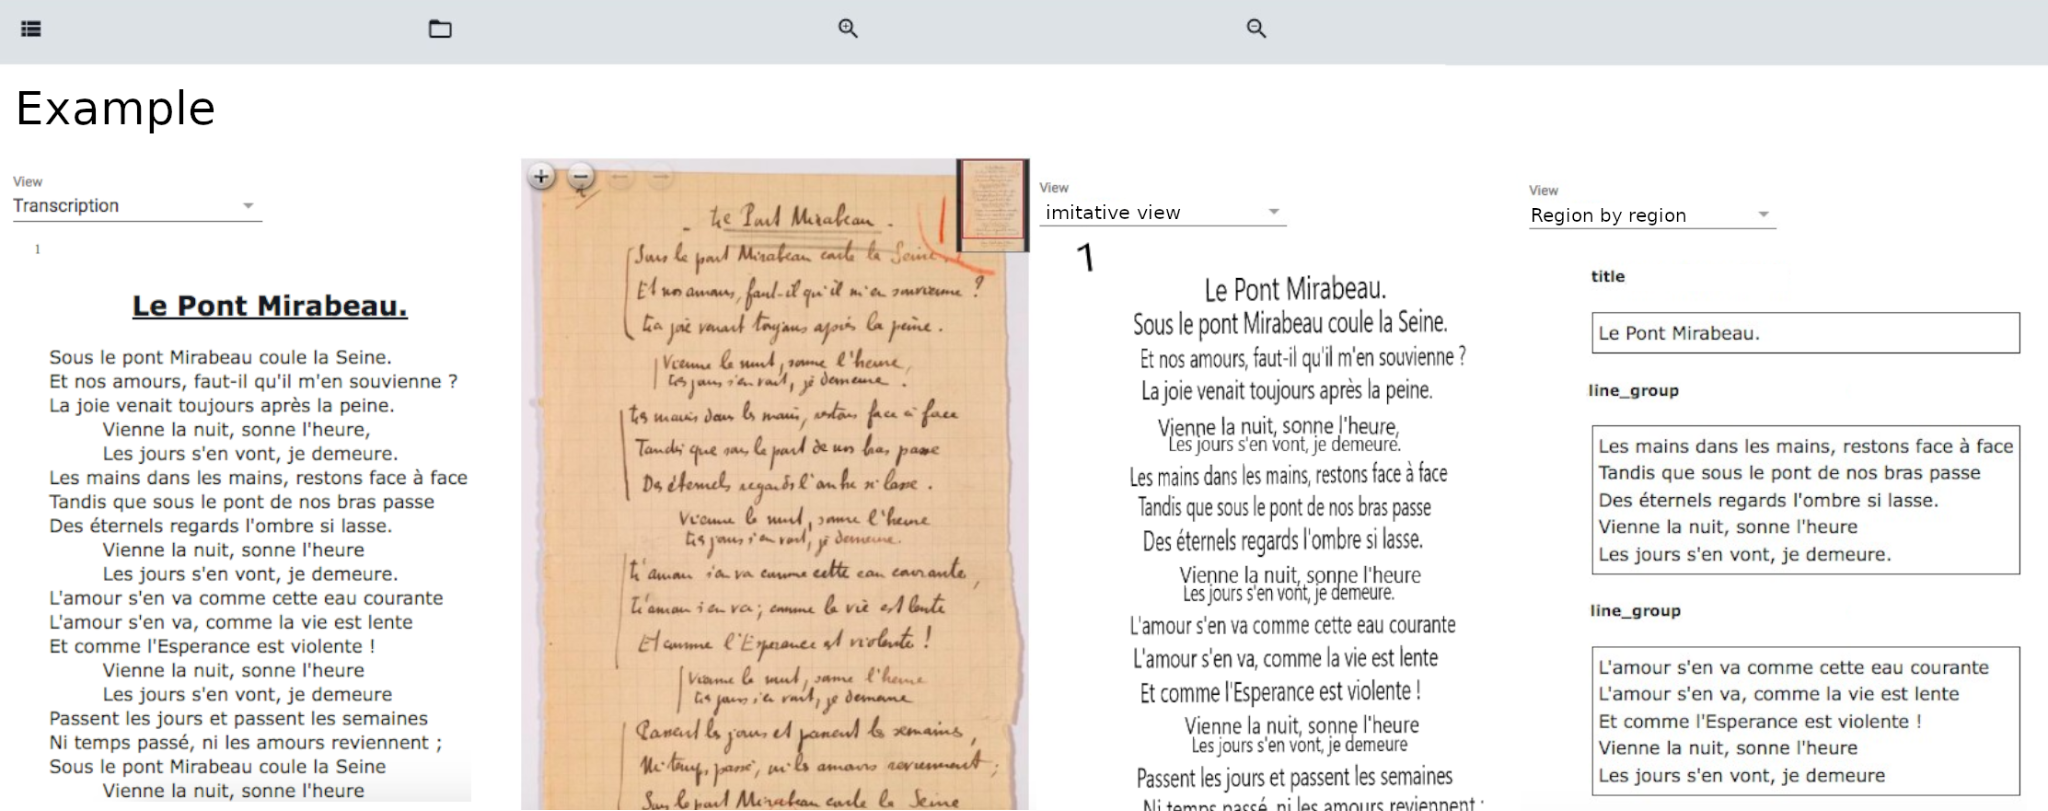 Example
View
Transcription
1
Le Pont Mirabeau.
Sous le pont Mirabeau coule la Seine.
Et nos amours, faut-il qu'il m'en souvienne ?
La joie venait toujours après la peine.
Vienne la nuit, sonne l'heure,
Les jours s'en vont, je demeure.
Les mains dans les mains, restons face à face
Tandis que sous le pont de nos bras passe
Des éternels regards l'ombre si lasse.
Vienne la nuit, sonne l'heure
Les jours s'en vont, je demeure.
L'amour s'en va comme cette eau courante
L'amour s'en va, comme la vie est lente
Et comme l'Esperance est violente !
Vienne la nuit, sonne l'heure
Les jours s'en vont, je demeure
Passent les jours et passent les semaines
Ni temps passé, ni les amours reviennent ;
Sous le pont Mirabeau coule la Seine
Vienne la nuit, sonne l'heure
Le Pont Mirabeau.
Sous le pont Mirabeau coule la Seine.
Et nos amours, faut-il qu'il m'en souvienne ?
La joie venait toujours après la peine.
Vienne la nuit, sonne l'heure,
Les jours s'en vont, je demeure.
Les mains dans les mains, restons face à face
Tandis que sous le pont de nos bras passe
Des éternels regards l'ombre si lasse.
Vienne la nuit, sonne l'heure
Les jours s'en vont, je demeure.
L'amour s'en va comme cette eau courante,
L'amour s'en va, comme la vie est lente
Et comme l'Esperance est violente !
Vienne la nuit, sonne l'heure
Les jours s'en vont, je demeure
Passent les jours et passent les semaines,
Ni temps passé, ni les amours reviennent ;
Sous le pont Mirabeau coule la Seine
View
imitative view
1
Le Pont Mirabeau.
Sous le pont Mirabeau coule la Seine.
Et nos amours, faut-il qu'il m'en souvienne ?
La joie venait toujours après la peine.
Vienne la nuit, sonne l'heure,
Les jours s'en vont, je demeure.
Les mains dans les mains, restons face à face
Tandis que sous le pont de nos bras passe
Des éternels regards l'ombre si lasse.
Vienne la nuit, sonne l'heure
Les jours s'en vont, je demeure.
L'amour s'en va comme cette eau courante
L'amour s'en va, comme la vie est lente
Et comme l'Esperance est violente !
Vienne la nuit, sonne l'heure
Les jours s'en vont, je demeure
Passent les jours et passent les semaines
Ni temps passé, ni les amours reviennent ;
View
Region by region
title
Le Pont Mirabeau.
line_group
Les mains dans les mains, restons face à face
Tandis que sous le pont de nos bras passe
Des éternels regards l'ombre si lasse.
Vienne la nuit, sonne l'heure
Les jours s'en vont, je demeure.
line_group
L'amour s'en va comme cette eau courante
L'amour s'en va, comme la vie est lente
Et comme l'Esperance est violente !
Vienne la nuit, sonne l'heure
Les jours s'en vont, je demeure